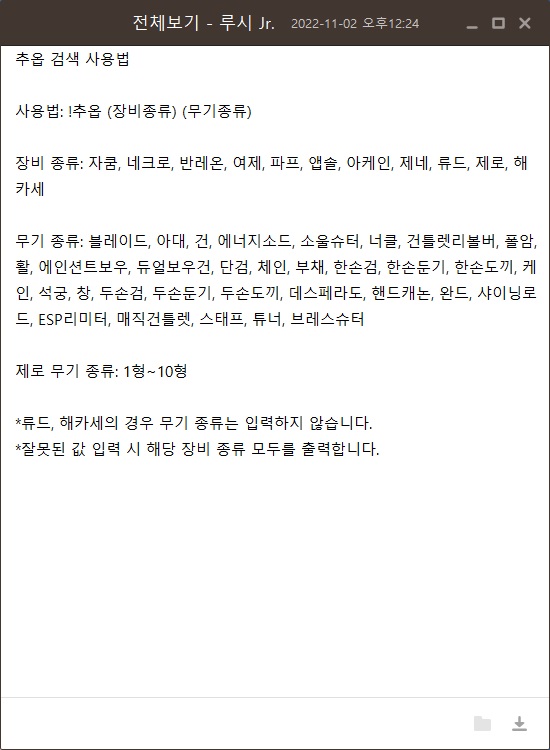 전체보기 - 루시 Jr. 2022-11-02 오후12:24
추옵 검색 사용법
사용법: !추옵 (장비종류) (무기종류)
장비 종류: 자쿰, 네크로, 반레온, 여제, 파프, 앱솔, 아케인, 제네, 류드, 제로, 해
카세
무기 종류: 블레이드, 아대, 건, 에너지소드, 소울슈터, 너클, 건틀렛리볼버, 폴암,
활, 에인션트보우, 듀얼보우건, 단검, 체인, 부채, 한손검, 한손둔기, 한손도끼, 케
인, 석궁, 창, 두손검, 두손둔기, 두손도끼, 데스페라도, 핸드캐논, 완드, 샤이닝로
드, ESP리미터, 매직건틀렛, 스태프, 튜너, 브레스슈터
제로 무기 종류: 1형~10형
*류드, 해카세의 경우 무기 종류는 입력하지 않습니다.
*잘못된 값 입력 시 해당 장비 종류 모두를 출력합니다.